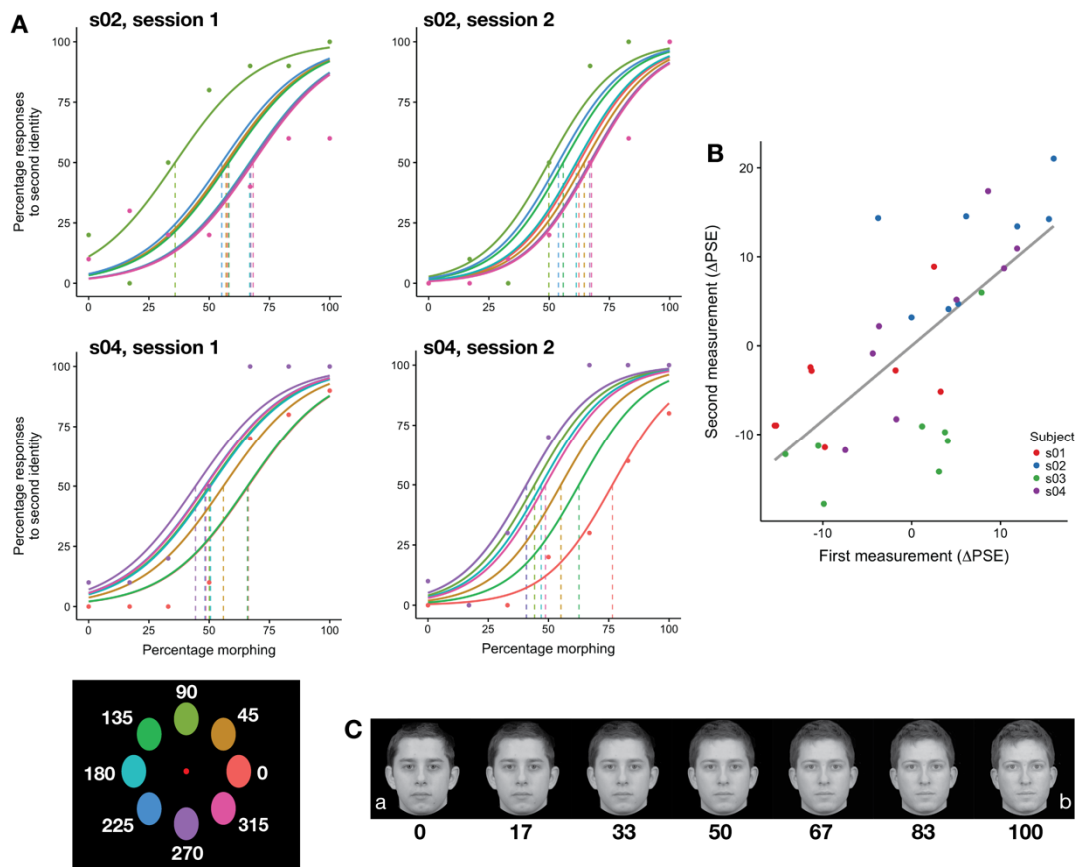 A
s02, session 1
s02, session 2
Percentage responses
to second identity
100
75
50
25
0
0
25
50
75
100
100
75
50
25
0
0
25
50
75
100
s04, session 1
s04, session 2
Percentage responses
to second identity
100
75
50
25
0
0
25
50
75
100
100
75
50
25
0
0
25
50
75
100
Percentage morphing
Percentage morphing
B
Second measurement (ΔPSE)
20
10
0
-10
-10
0
10
First measurement (ΔPSE)
Subject
s01
s02
s03
s04
90
135
45
180
0
225
315
270
C
a
b
0
17
33
50
67
83
100